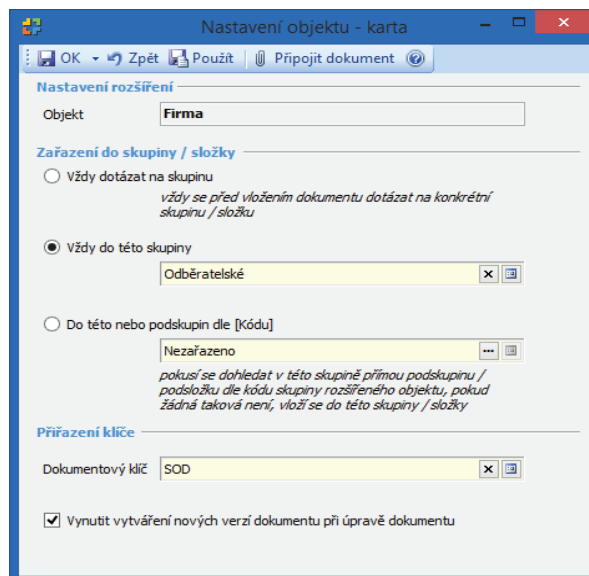 Nastavení objektu - karta
OK Zpět Použít Připojit dokument
Nastavení rozšíření
Objekt Firma
Zařazení do skupiny / složky
Vždy dotázat na skupinu
vždy se před vložením dokumentu dotázat na konkrétní
skupinu / složku
Vždy do této skupiny
Odběratelské
Do této nebo podskupin dle [Kódu]
Nezařazeno
pokusí se dohledat v této skupině přímou podskupinu /
podsložku dle kódu skupiny rozšířeného objektu, pokud
žádná taková není, vloží se do této skupiny / složky
Přiřazení klíče
Dokumentový klíč SOD
Vynutit vytváření nových verzí dokumentu při úpravě dokumentu